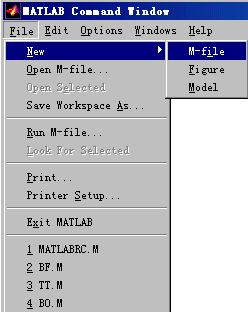 MATLAB Command Window
File Edit Options Windows Help
New
M-file
Open M-file...
Figure
Open Selected
Model
Save Workspace As...
Run M-file...
Look For Selected
Print...
Printer Setup...
Exit MATLAB
1 MATLABRC.M
2 BF.M
3 TT.M
4 BO.M